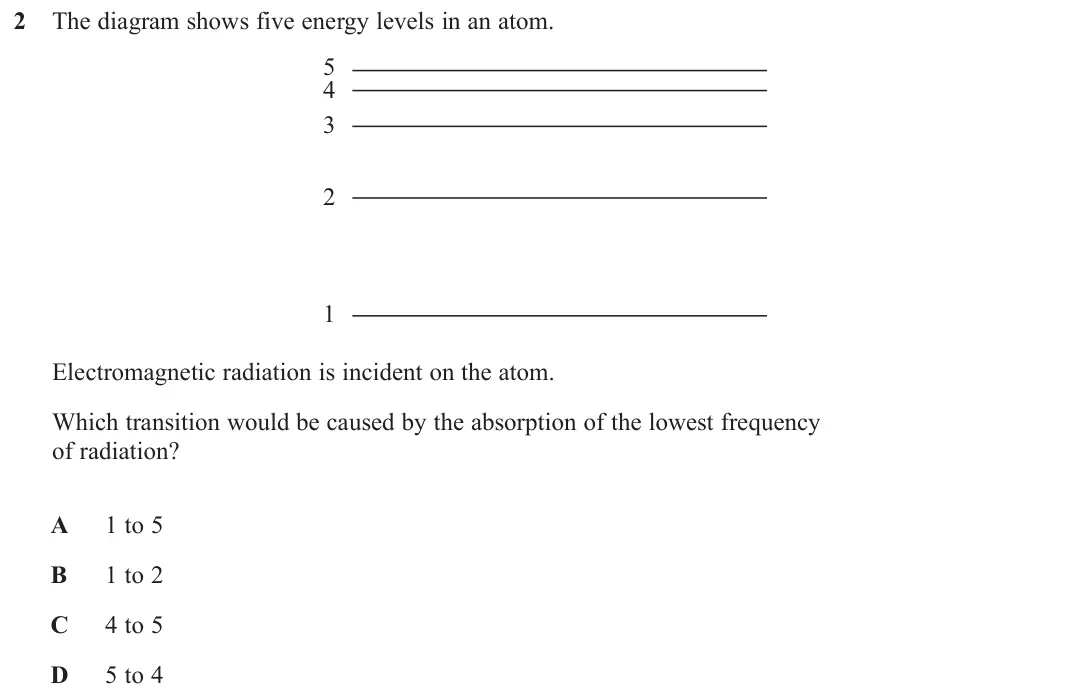 2 The diagram shows five energy levels in an atom.
5
4
3
2
1
Electromagnetic radiation is incident on the atom.
Which transition would be caused by the absorption of the lowest frequency
of radiation?
A 1 to 5
B 1 to 2
C 4 to 5
D 5 to 4